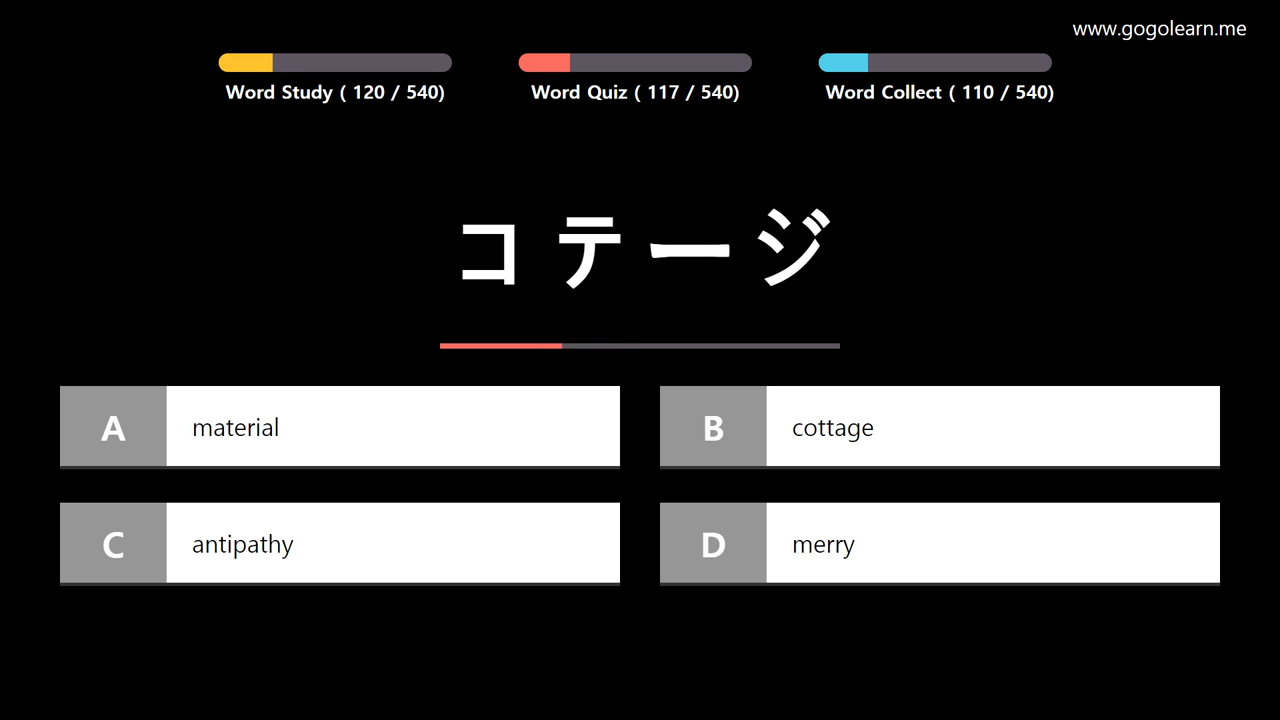 www.gogolearn.me
Word Study ( 120 / 540)
Word Quiz ( 117 / 540)
Word Collect ( 110 / 540)
コテージ
A material
B cottage
C antipathy
D merry